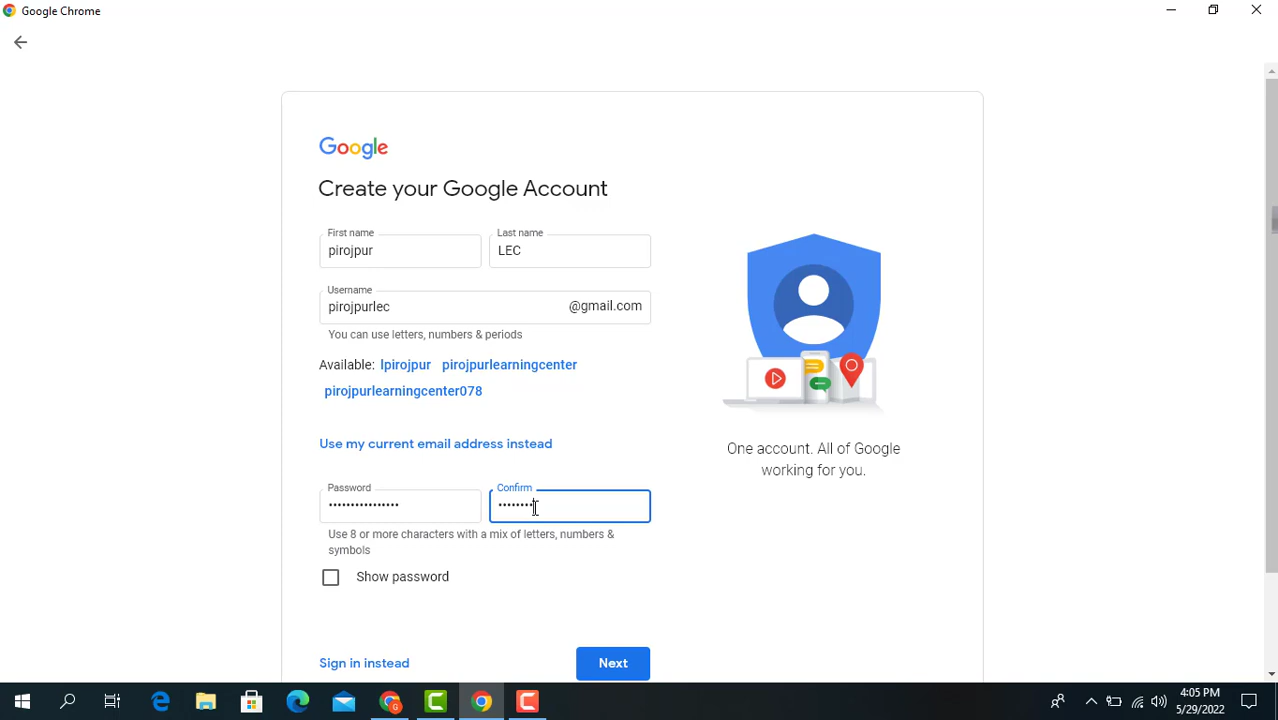 Google Chrome
Google
Create your Google Account
First name
Last name
pirojpur
LEC
Username
pirojpurlec
@gmail.com
You can use letters, numbers & periods
Available: lpirojpur pirojpurlearningcenter
pirojpurlearningcenter078
Use my current email address instead
Password
Confirm
••••••••••••••••
••••••••
Use 8 or more characters with a mix of letters, numbers &
symbols
Show password
Sign in instead
Next
One account. All of Google
working for you.
4:05 PM
5/29/2022